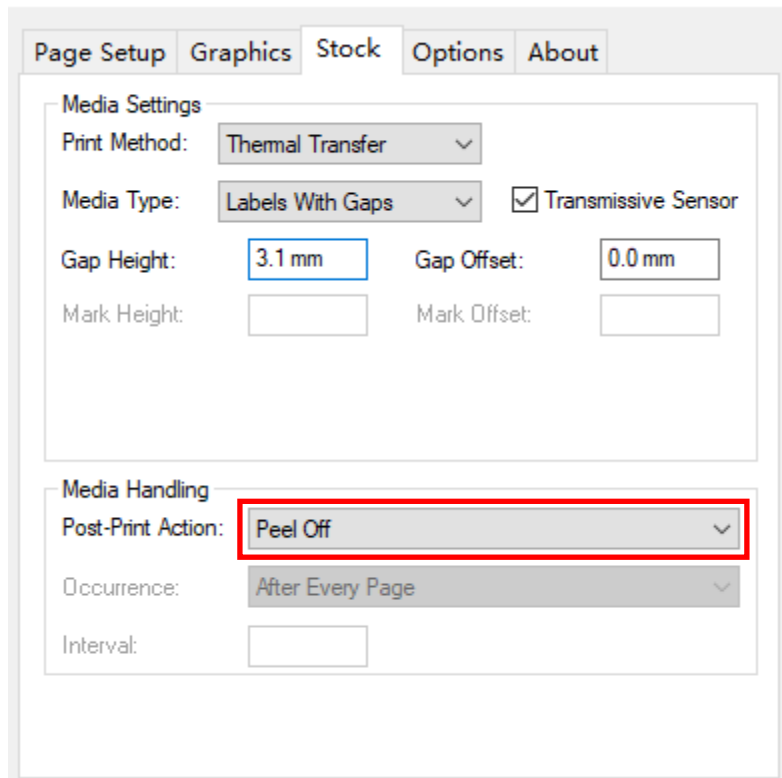 Page Setup Graphics Stock Options About
Media Settings
Print Method: Thermal Transfer
Media Type: Labels With Gaps Transmissive Sensor
Gap Height: 3.1 mm Gap Offset: 0.0 mm
Mark Height: Mark Offset:
Media Handling
Post-Print Action: Peel Off
Occurrence: After Every Page
Interval: